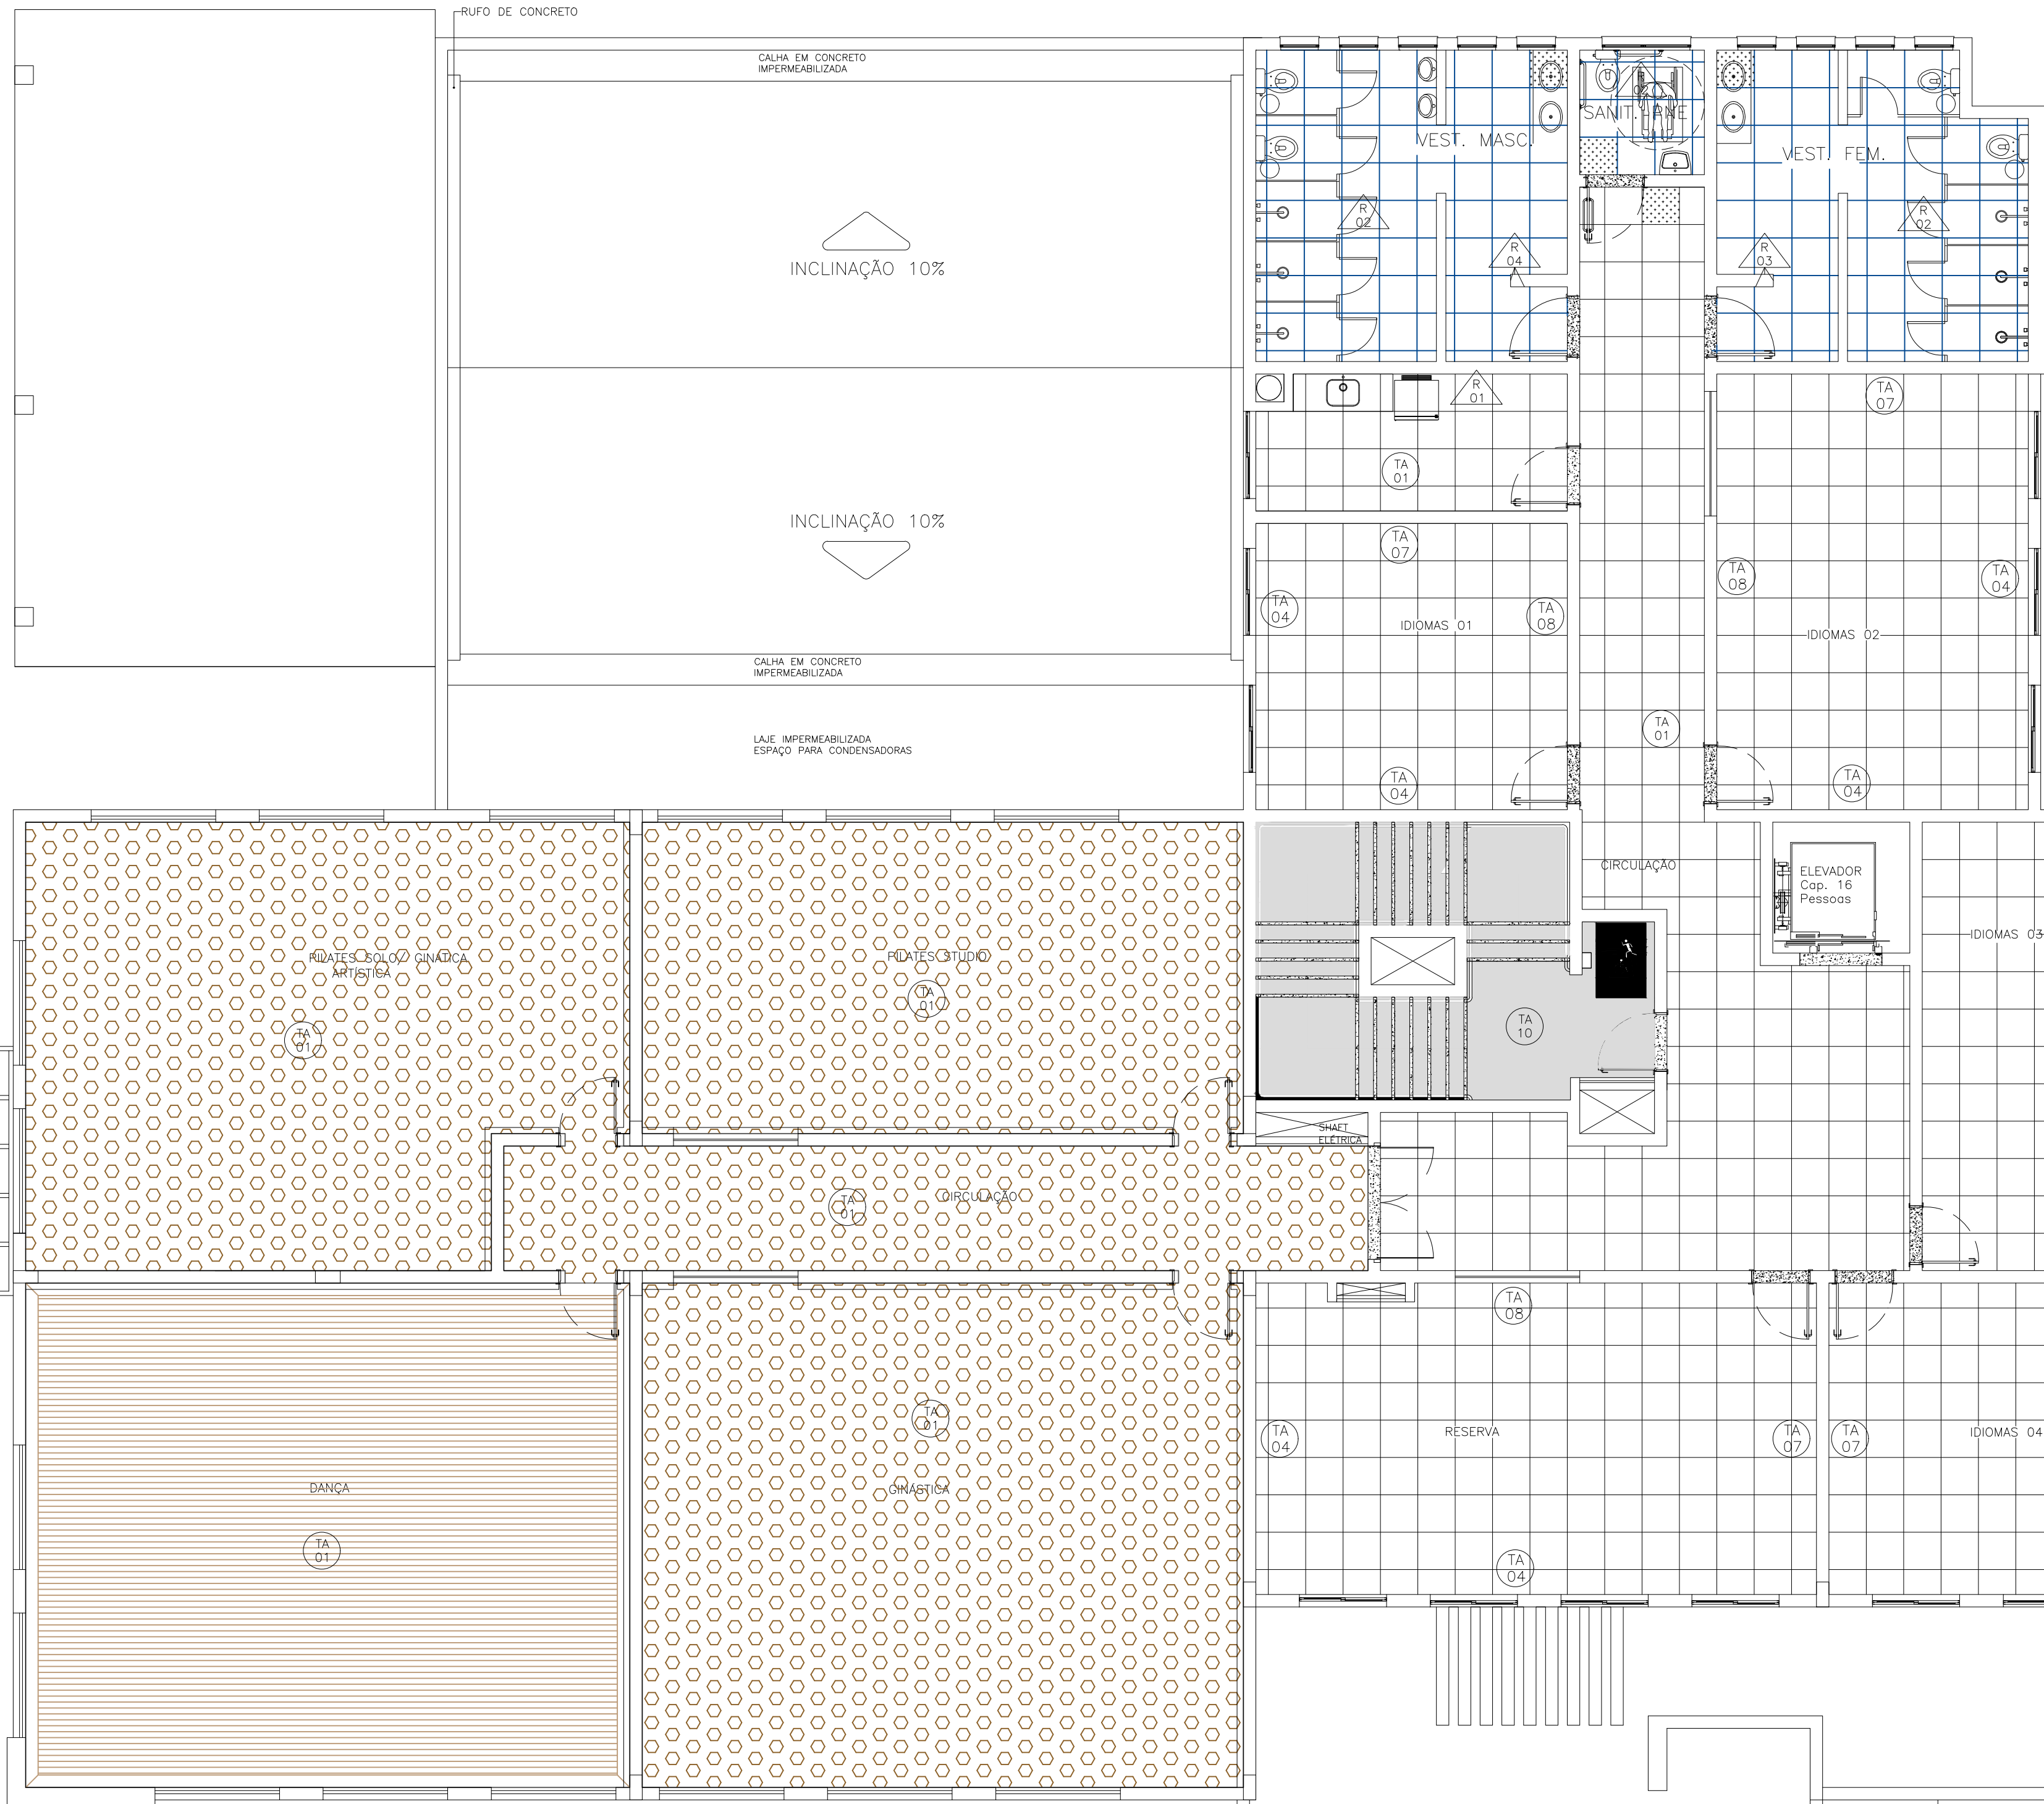 RUFO DE CONCRETO
CALHA EM CONCRETO
IMPERMEABILIZADA
INCLINAÇÃO 10%
INCLINAÇÃO 10%
CALHA EM CONCRETO
IMPERMEABILIZADA
LAJE IMPERMEABILIZADA
ESPAÇO PARA CONDENSADORAS
VEST. MASC.
SANIT. PNE
VEST. FEM.
R
02
R
04
R
03
R
02
R
01
TA
01
TA
07
TA
07
TA
04
IDIOMAS 01
TA
08
TA
08
IDIOMAS 02
TA
04
TA
04
TA
01
TA
04
CIRCULAÇÃO
ELEVADOR
Cap. 16
Pessoas
IDIOMAS 03
PILATES SOLO/ GINÁTICA
ARTÍSTICA
TA
01
PILATES STUDIO
TA
01
TA
10
SHAFT
ELÉTRICA
TA
01
CIRCULAÇÃO
TA
08
TA
04
RESERVA
TA
07
TA
07
IDIOMAS 04
TA
04
DANÇA
TA
01
TA
01
GINÁSTICA